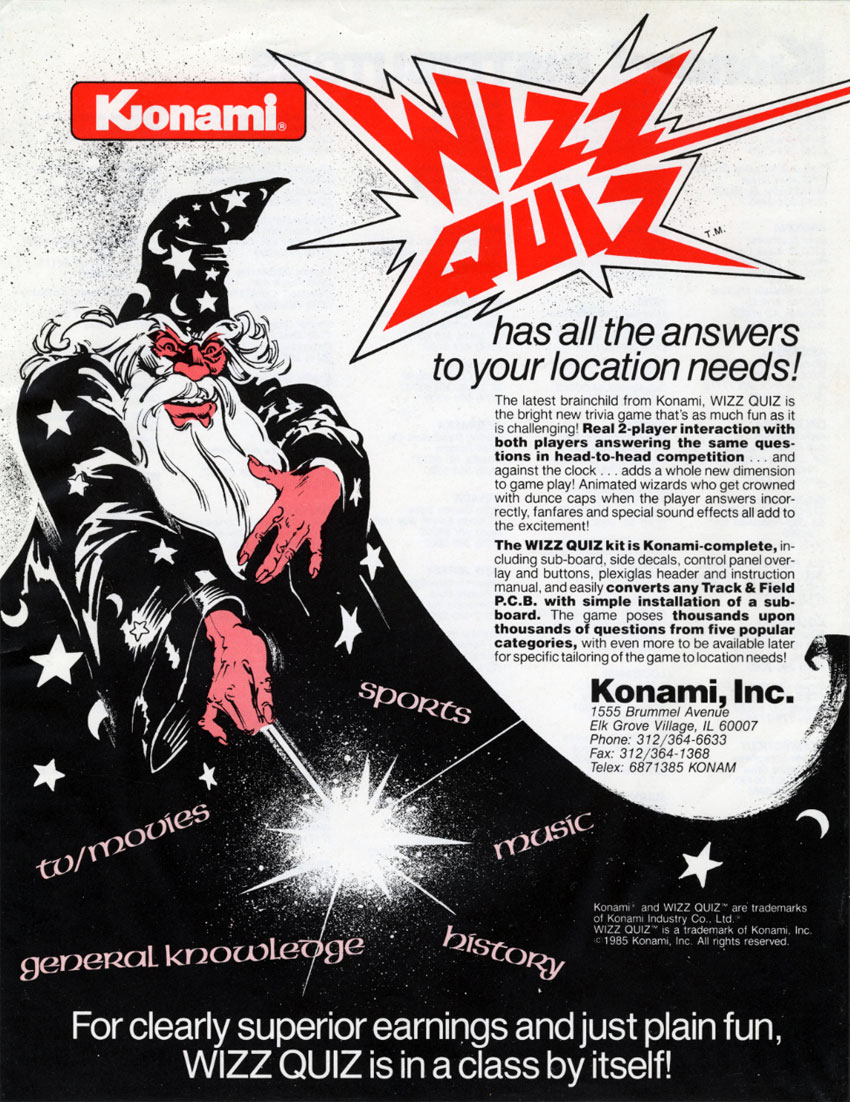 Konami®
WIZZ
QUIZ
T.M.
has all the answers
to your location needs!
The latest brainchild from Konami, WIZZ QUIZ is
the bright new trivia game that's as much fun as it
is challenging! Real 2-player interaction with
both players answering the same ques-
tions in head-to-head competition . . . and
against the clock . . . adds a whole new dimension
to game play! Animated wizards who get crowned
with dunce caps when the player answers incor-
rectly, fanfares and special sound effects all add to
the excitement!
The WIZZ QUIZ kit is Konami-complete, in-
cluding sub-board, side decals, control panel over-
lay and buttons, plexiglas header and instruction
manual, and easily converts any Track & Field
P.C.B. with simple installation of a sub-
board. The game poses thousands upon
thousands of questions from five popular
categories, with even more to be available later
for specific tailoring of the game to location needs!
Konami, Inc.
1555 Brummel Avenue
Elk Grove Village, IL 60007
Phone: 312/364-6633
Fax: 312/364-1368
Telex: 6871385 KONAM
sports
tv/movies
music
general knowledge
history
Konami® and WIZZ QUIZ™ are trademarks
of Konami Industry Co., Ltd.
WIZZ QUIZ™ is a trademark of Konami, Inc.
©1985 Konami, Inc. All rights reserved.
For clearly superior earnings and just plain fun,
WIZZ QUIZ is in a class by itself!